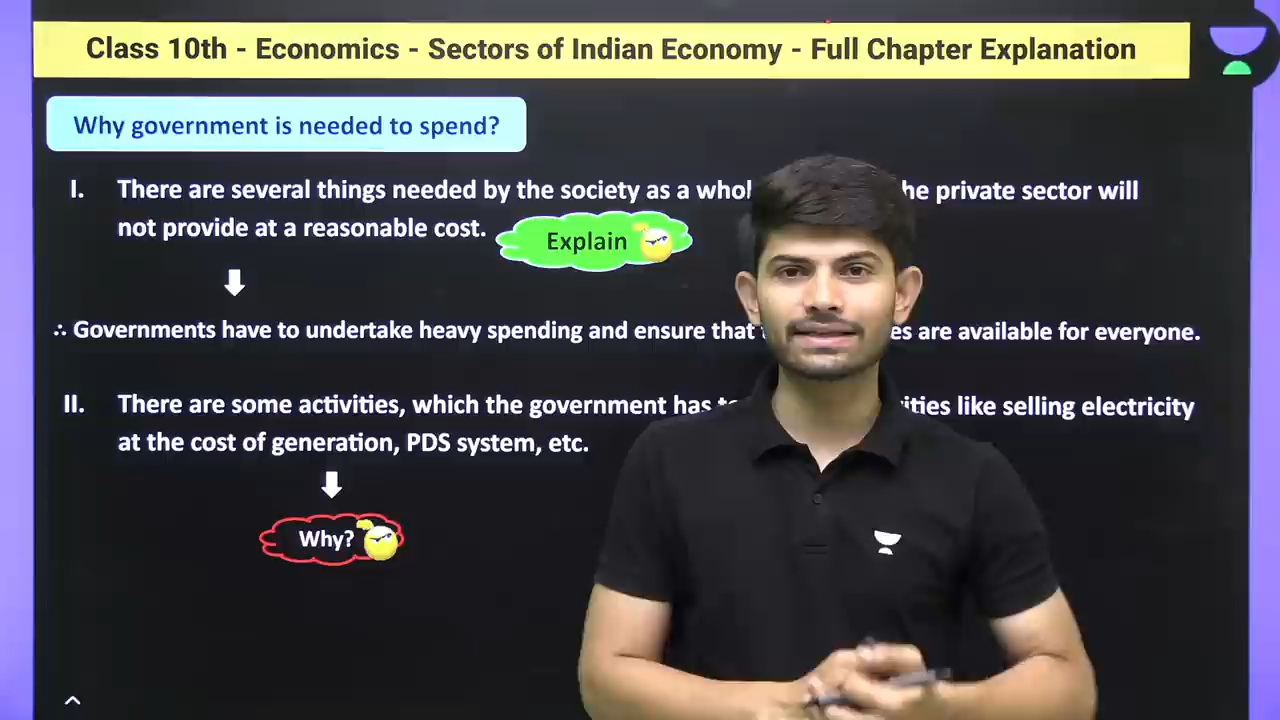 Class 10th - Economics - Sectors of Indian Economy - Full Chapter Explanation
Why government is needed to spend?
I. There are several things needed by the society as a he private sector will
not provide at a reasonable cost.
Explain
∴ Governments have to undertake heavy spending and ensure that are available for everyone.
II. There are some activities, which the government has like selling electricity
at the cost of generation, PDS system, etc.
Why?